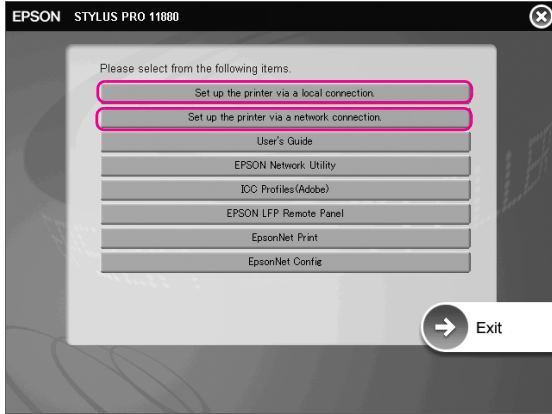 EPSON STYLUS PRO 11880
Please select from the following items.
Set up the printer via a local connection.
Set up the printer via a network connection.
User's Guide
EPSON Network Utility
ICC Profiles(Adobe)
EPSON LFP Remote Panel
EpsonNet Print
EpsonNet Config
Exit